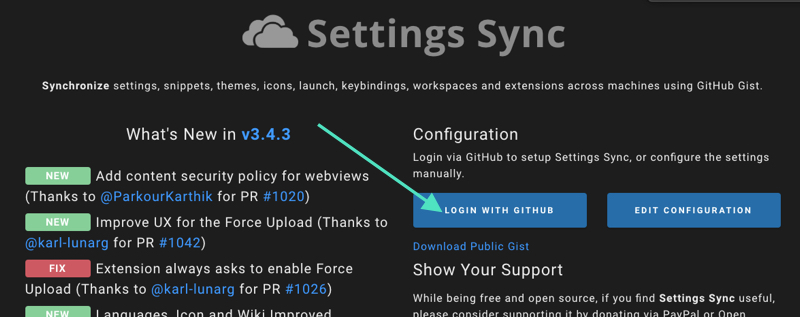 Settings Sync
Synchronize settings, snippets, themes, icons, launch, keybindings, workspaces and extensions across machines using GitHub Gist.
What's New in v3.4.3
NEW Add content security policy for webviews
(Thanks to @ParkourKarthik for PR #1020)
NEW Improve UX for the Force Upload (Thanks to
@karl-lunarg for PR #1042)
FIX Extension always asks to enable Force
Upload (Thanks to @karl-lunarg for PR #1026)
NEW Languages, Icon and Wiki Improved
Configuration
Login via GitHub to setup Settings Sync, or configure the settings
manually.
LOGIN WITH GITHUB
EDIT CONFIGURATION
Download Public Gist
Show Your Support
While being free and open source, if you find Settings Sync useful,
please consider supporting it by donating via PayPal or Open